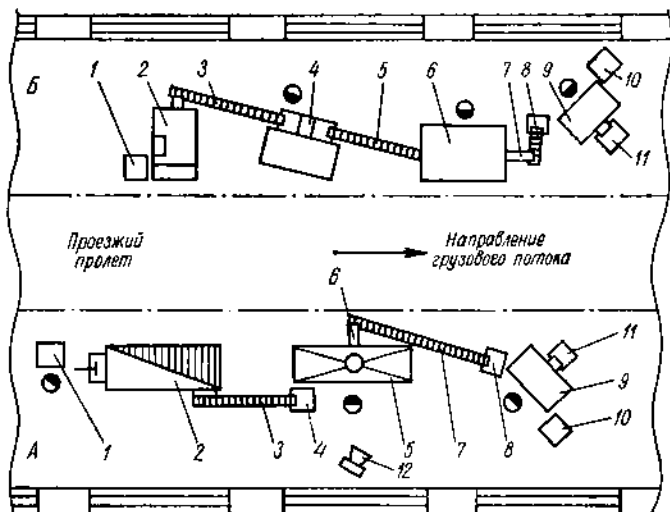 1 2 3 4 5 6 7 8 9 10
Б
11
Проезжий
пролет
Направление
грузового потока
6
11
9
10
А 1 2 3 4 5 7 8
12